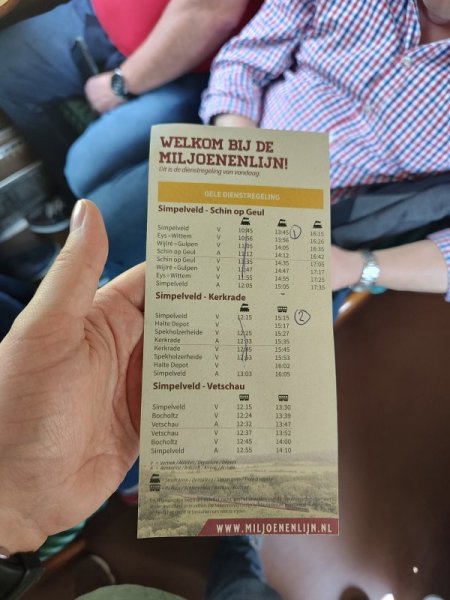 WELKOM BIJ DE
MILJOENENLIJN!
Dit is de dienstregeling van vandaag:
GELE DIENSTREGELING
Simpelveld - Schin op Geul
Simpelveld V 10:45 13:45 1 16:15
Eys - Wittem V 10:56 13:56 16:26
Wijlre - Gulpen V 11:05 14:05 16:35
Schin op Geul A 11:12 14:12 16:42
Schin op Geul V 11:35 14:35 17:05
Wijlre - Gulpen V 11:47 14:47 17:17
Eys - Wittem V 11:55 14:55 17:25
Simpelveld A 12:05 15:05 17:35
Simpelveld - Kerkrade
Simpelveld V 12:15 15:15 2
Halte Depot V 15:17
Spekholzerheide V 12:25 15:27
Kerkrade A 12:33 15:35
Kerkrade V 12:45 15:45
Spekholzerheide V 12:53 15:53
Halte Depot V 16:02
Simpelveld A 13:03 16:05
Simpelveld - Vetschau
Simpelveld V 12:15 13:30
Bocholtz V 12:24 13:39
Vetschau A 12:32 13:47
Vetschau V 12:37 13:52
Bocholtz V 12:45 14:00
Simpelveld A 12:55 14:10
WWW.MILJOENENLIJN.NL